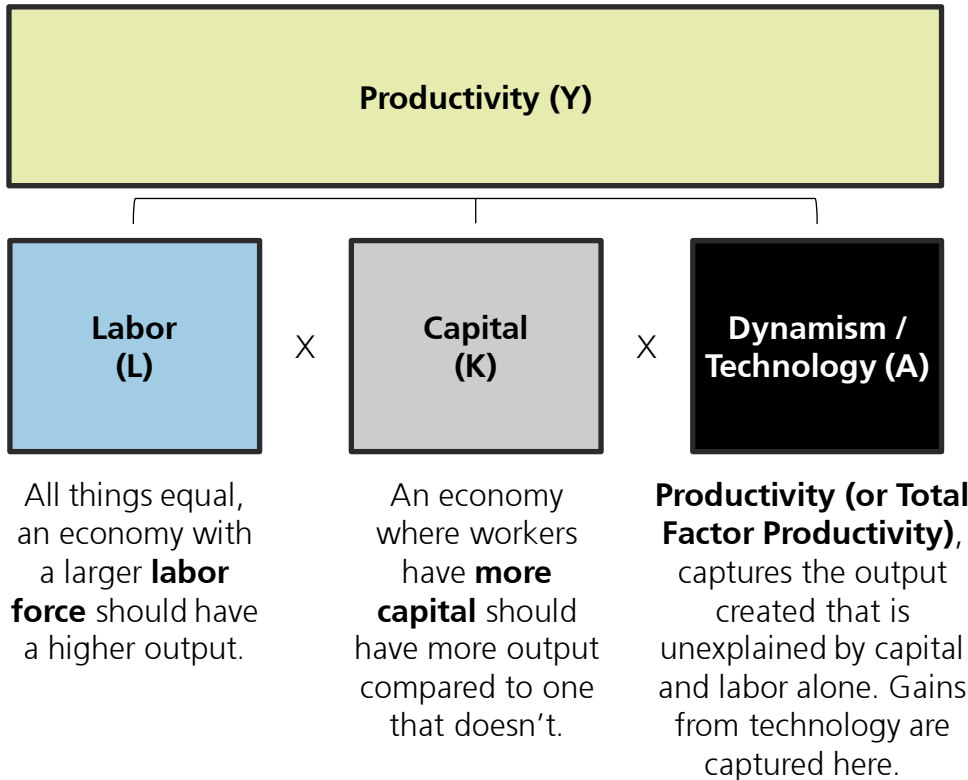 Productivity (Y)
Labor
(L)
X
Capital
(K)
X
Dynamism /
Technology (A)
All things equal,
an economy with
a larger labor
force should have
a higher output.
An economy
where workers
have more
capital should
have more output
compared to one
that doesn't.
Productivity (or Total
Factor Productivity),
captures the output
created that is
unexplained by capital
and labor alone. Gains
from technology are
captured here.